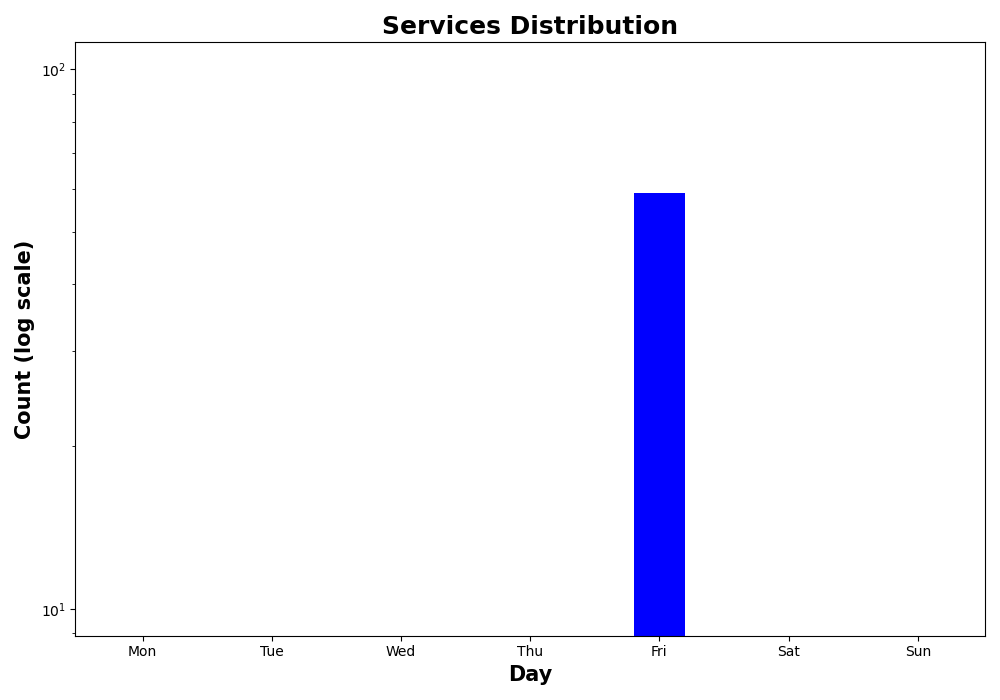 Services Distribution
10²
10¹
Count (log scale)
Mon Tue Wed Thu Fri Sat Sun
Day